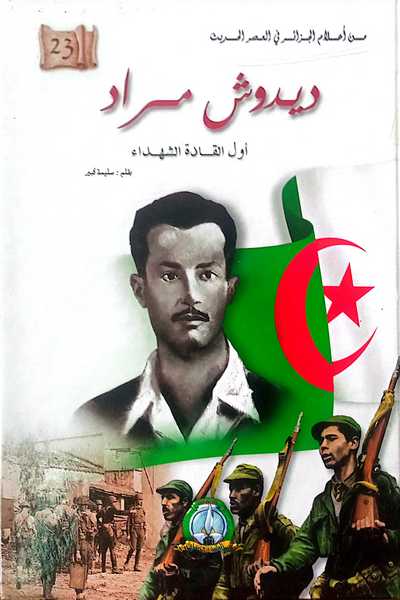 من أعلام الجزائر في العصر الحديث
23
ديدوش مراد
أول القادة الشهداء
بقلم : سليمة كبير